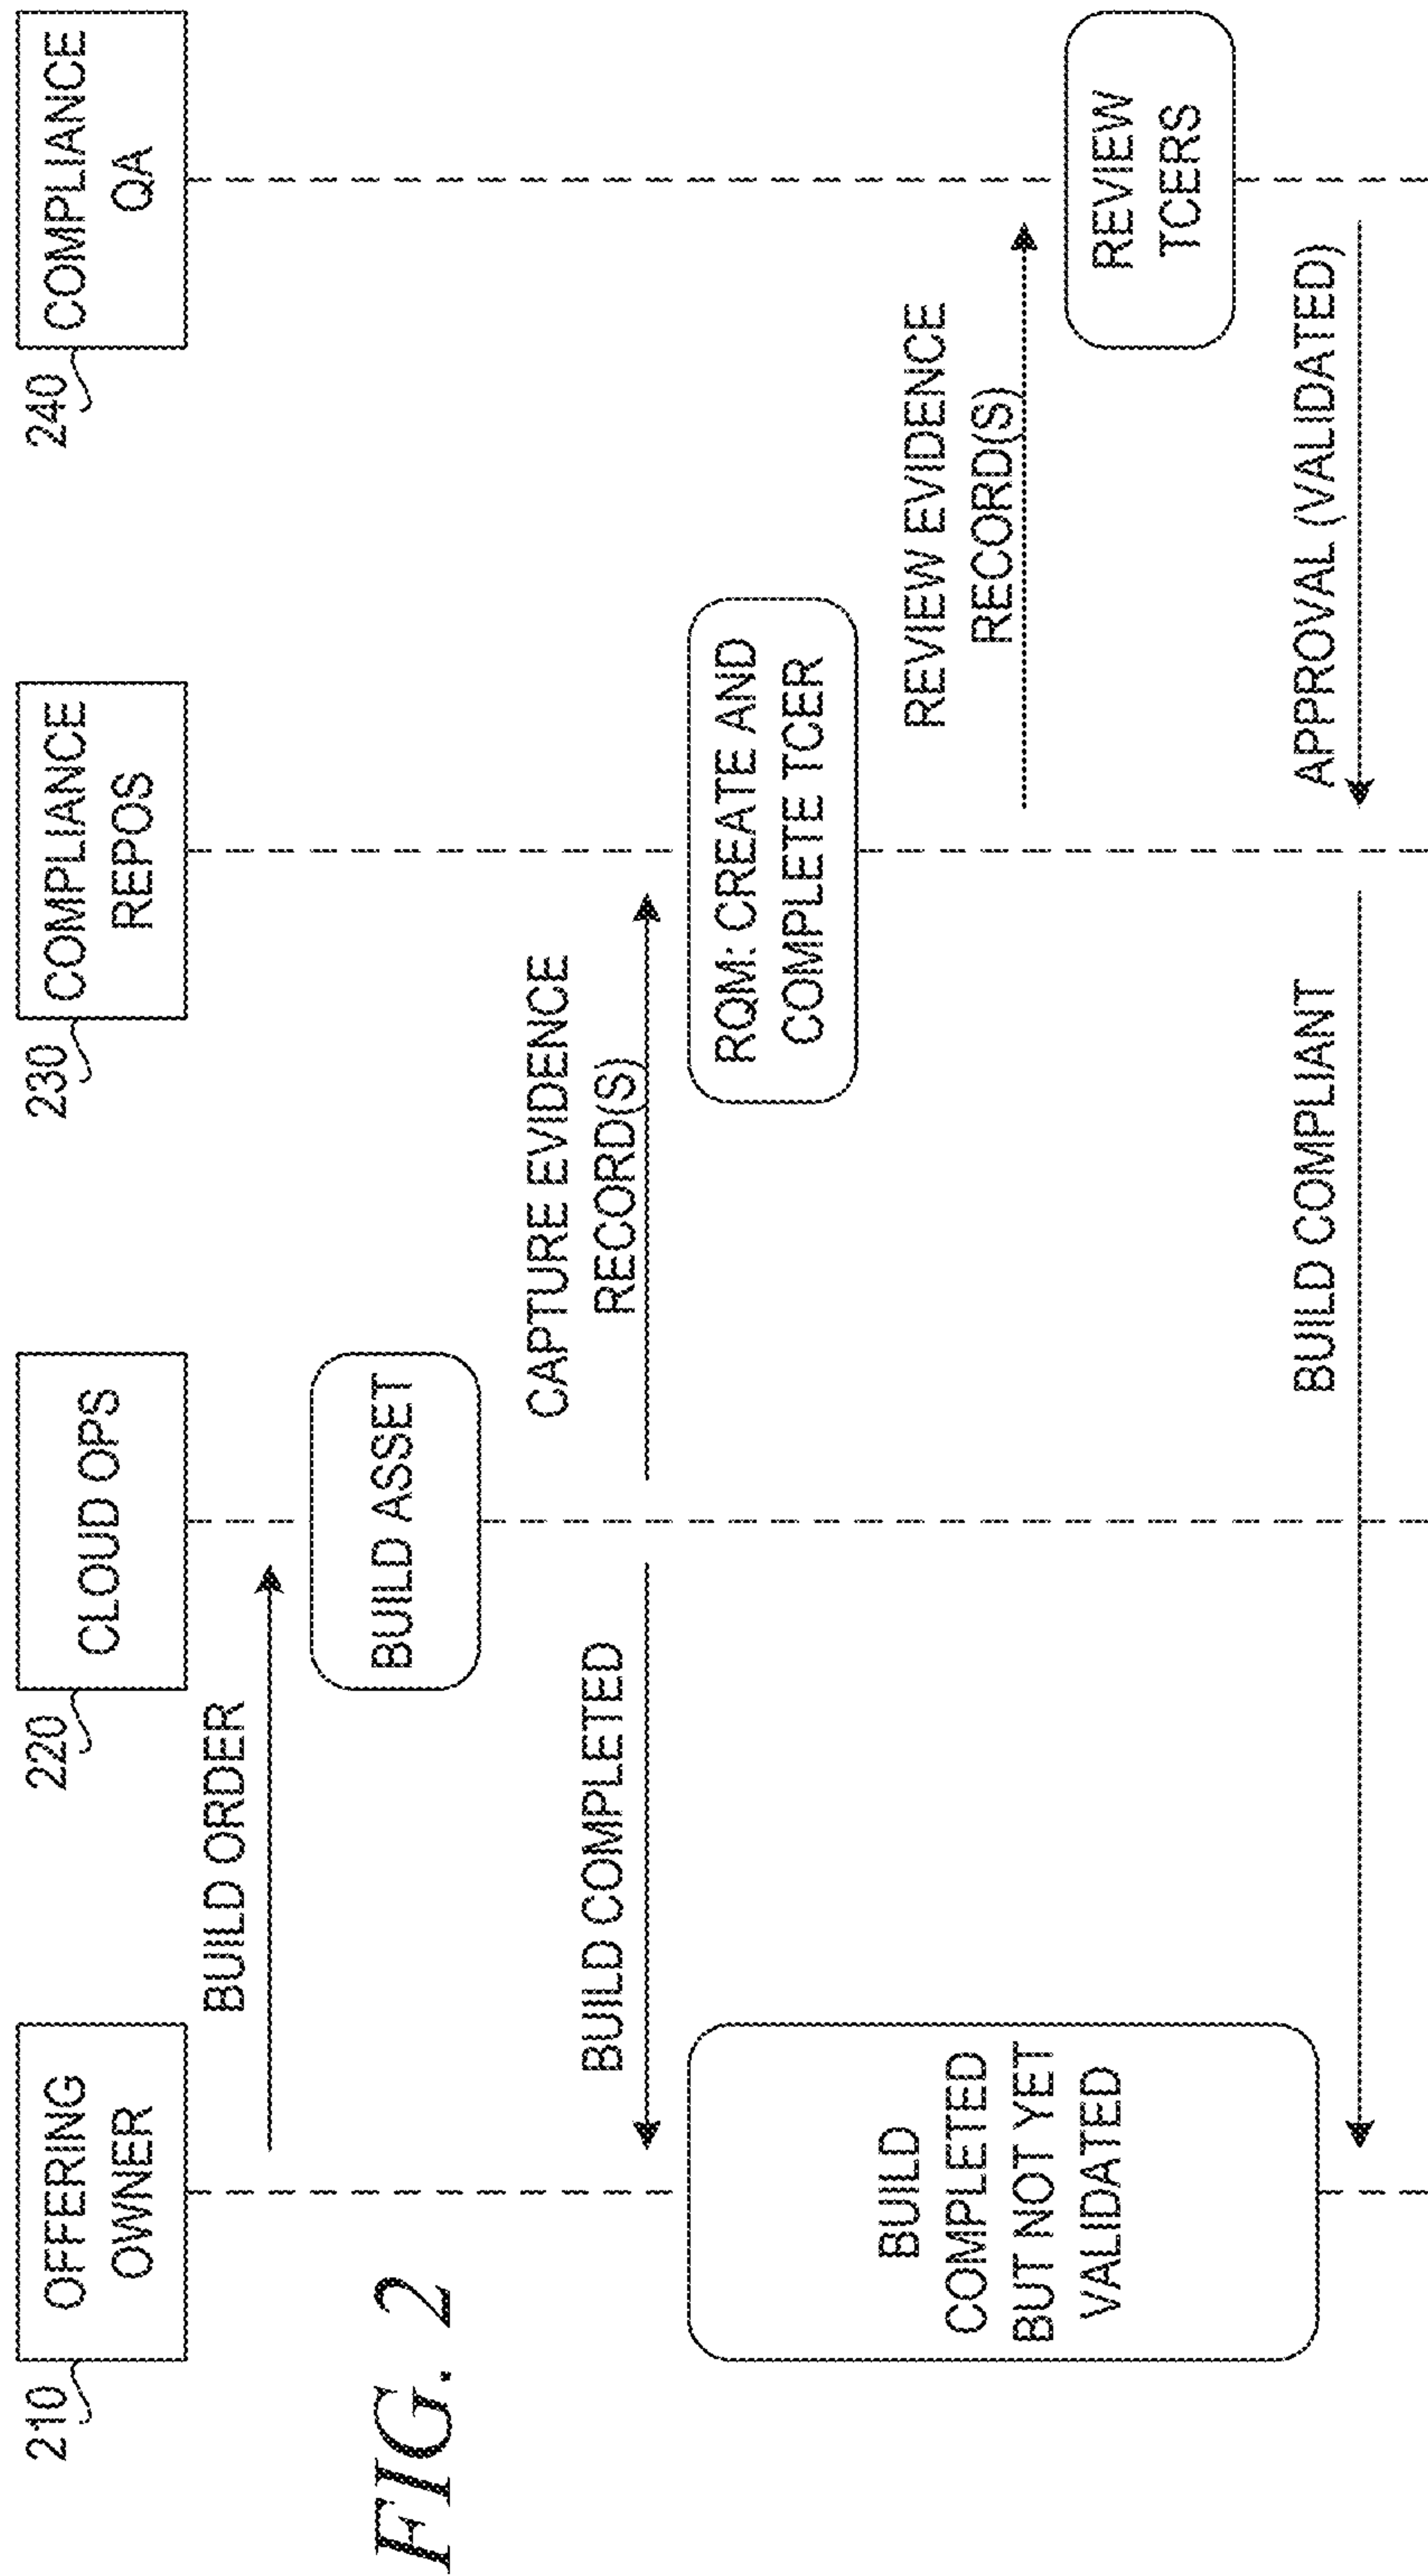 210
OFFERING
OWNER
220
CLOUD OPS
230
COMPLIANCE
REPOS
240
COMPLIANCE
QA
BUILD ORDER
BUILD ASSET
FIG. 2
BUILD COMPLETED
CAPTURE EVIDENCE
RECORD(S)
BUILD
COMPLETED
BUT NOT YET
VALIDATED
RQM: CREATE AND
COMPLETE TCER
REVIEW EVIDENCE
RECORD(S)
REVIEW
TCERS
BUILD COMPLIANT
APPROVAL (VALIDATED)